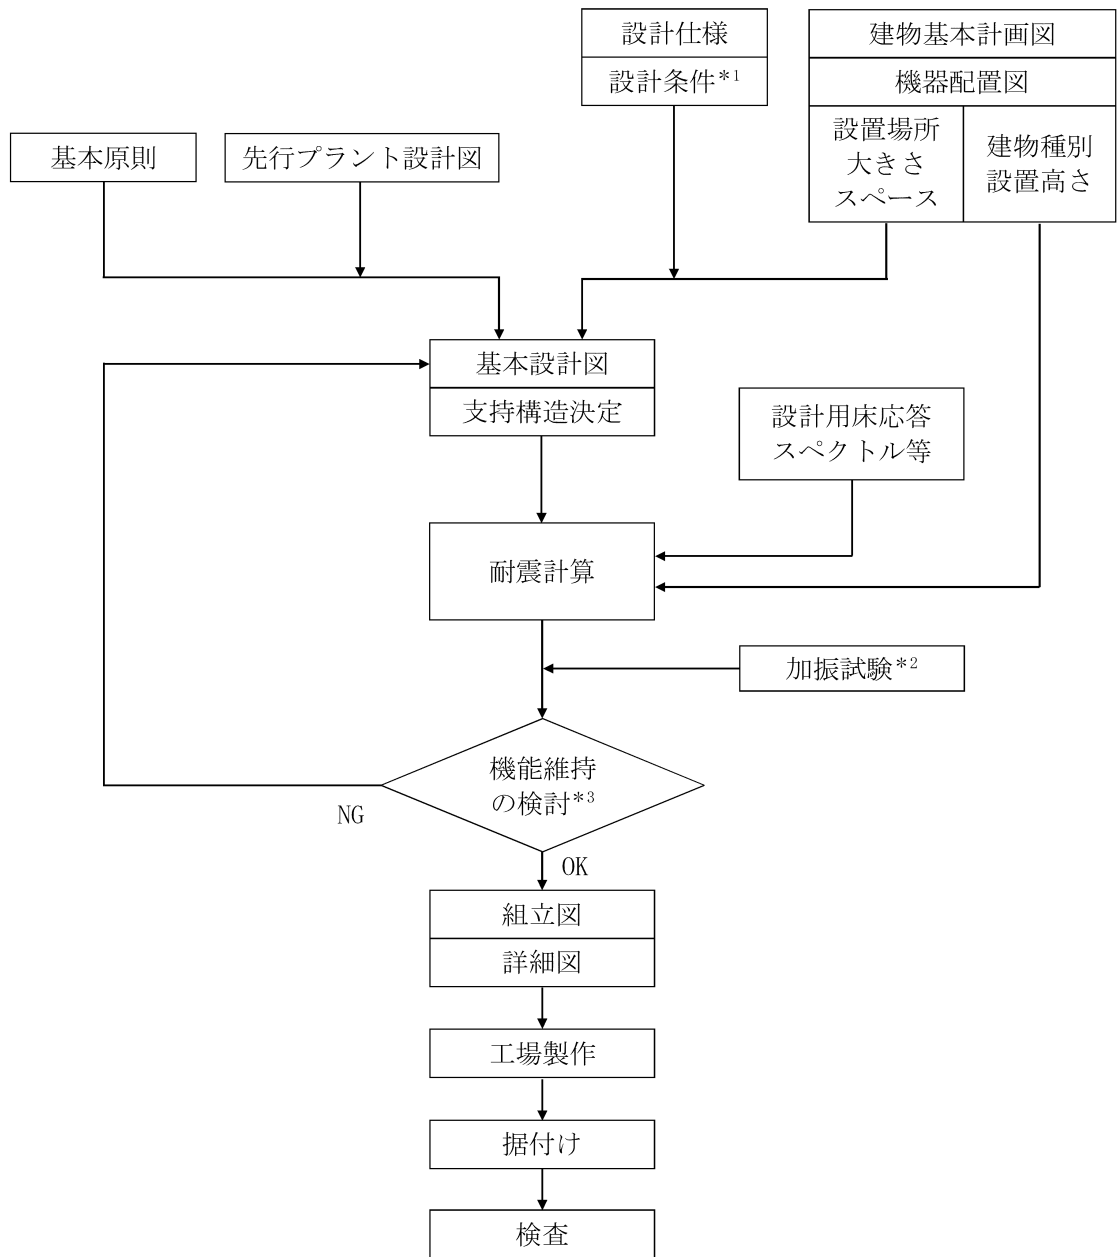 設計仕様
設計条件*1
建物基本計画図
機器配置図
設置場所
大きさ
スペース
建物種別
設置高さ
基本原則
先行プラント設計図
基本設計図
支持構造決定
設計用床応答
スペクトル等
耐震計算
加振試験*2
機能維持
の検討*3
NG
OK
組立図
詳細図
工場製作
据付け
検査